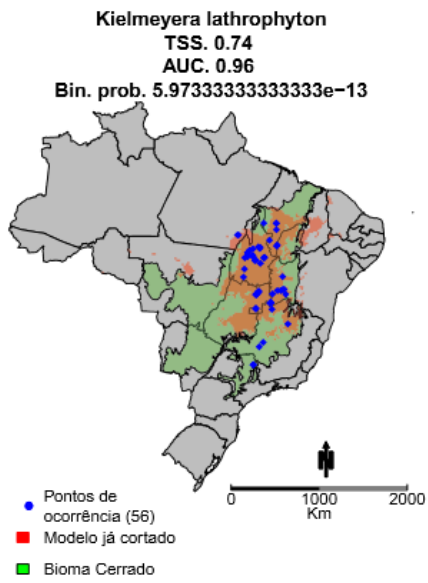 Kielmeyera lathrophyton
TSS. 0.74
AUC. 0.96
Bin. prob. 5.97333333333333e−13
N
0 1000 2000
Km
Pontos de
ocorrência (56)
Modelo já cortado
Bioma Cerrado